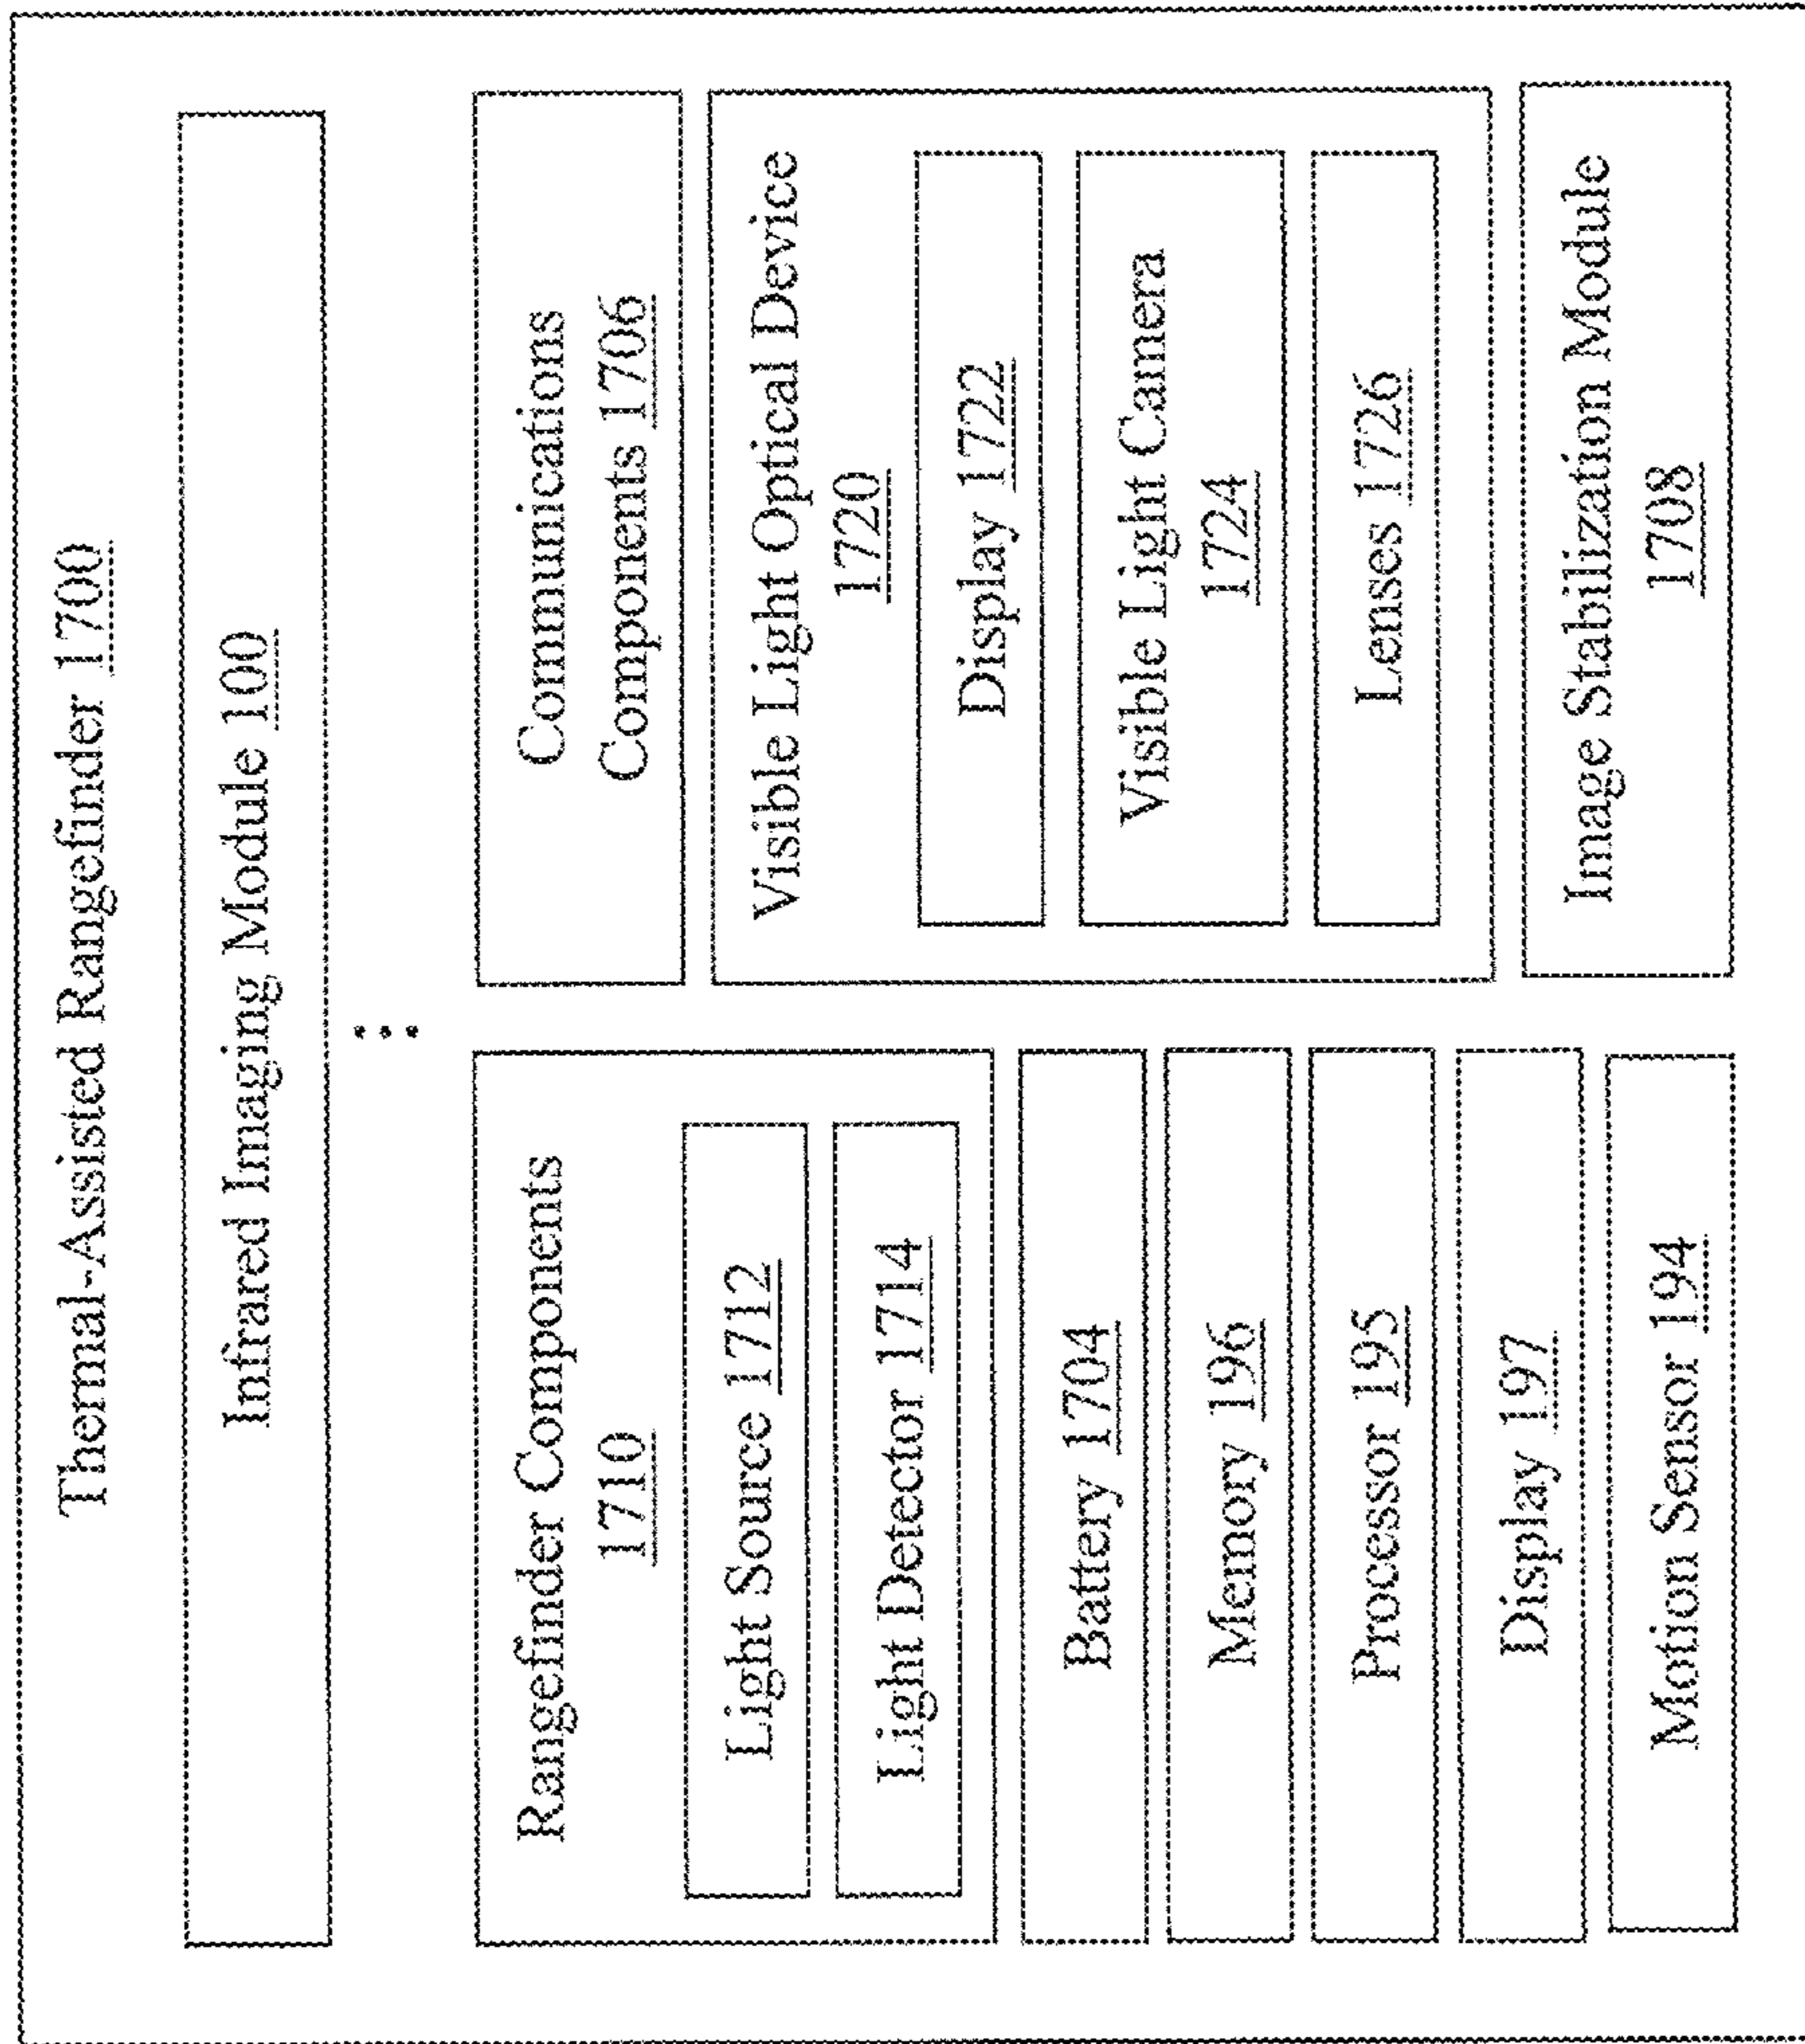 Thermal-Assisted Rangefinder 1700
Infrared Imaging Module 100
...
Rangefinder Components
1710
Light Source 1712
Light Detector 1714
Battery 1704
Memory 196
Processor 195
Display 197
Motion Sensor 194
Communications
Components 1706
Visible Light Optical Device
1720
Display 1722
Visible Light Camera
1724
Lenses 1726
Image Stabilization Module
1708